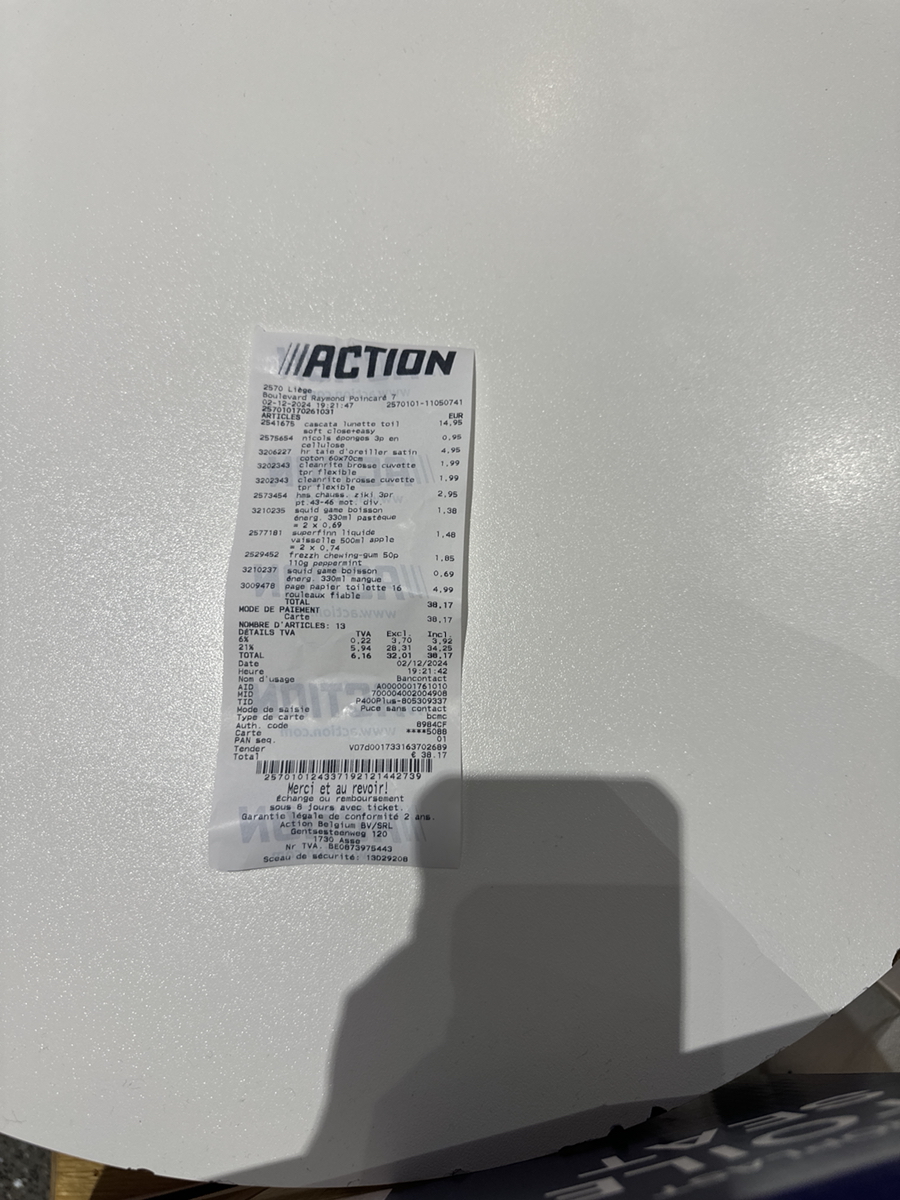 ///ACTION
2570 Liège
Boulevard Raymond Poincaré 7
02-12-2024 19:21:47 2570101-11050741
257010170261031
ARTICLES EUR
2541675 cascata lunette toil 14,95
soft close+easy
2575654 nicols éponges 3p en 0,95
cellulose
3206227 hr taie d'oreiller satin 4,95
coton 60x70cm
3202343 cleanrite brosse cuvette 1,99
tpr flexible
3202343 cleanrite brosse cuvette 1,99
tpr flexible
2573454 hms chauss. ziki 3pr 2,95
pt.43-46 mot. div.
3210235 squid game boisson 1,38
énerg. 330ml pastèque
= 2 x 0,69
2577181 superfinn liquide 1,48
vaisselle 500ml apple
= 2 x 0,74
2529452 frezzh chewing-gum 50p 1,85
110g peppermint
3210237 squid game boisson 0,69
énerg. 330ml mangue
3009478 page papier toilette 16 4,99
rouleaux fiable
TOTAL 38,17
MODE DE PAIEMENT
Carte 38,17
NOMBRE D'ARTICLES: 13
DÉTAILS TVA TVA Excl. Incl.
6% 0,22 3,70 3,92
21% 5,94 28,31 34,25
TOTAL 6,16 32,01 38,17
Date 02/12/2024
Heure 19:21:42
Nom d'usage Bancontact
AID A0000001761010
MID 700004002004908
TID P400Plus-805309337
Mode de saisie Puce sans contact
Type de carte bcmc
Auth. code 8984CF
Carte ****5088
PAN seq. 01
Tender V07d001733163702689
Total € 38.17
257010124337192121442739
Merci et au revoir!
Échange ou remboursement
sous 8 jours avec ticket.
Garantie légale de conformité 2 ans.
Action Belgium BV/SRL
Gentsesteenweg 120
1730 Asse
Nr TVA. BE0873975443
Sceau de sécurité: 13029208
TOILET
SEAT